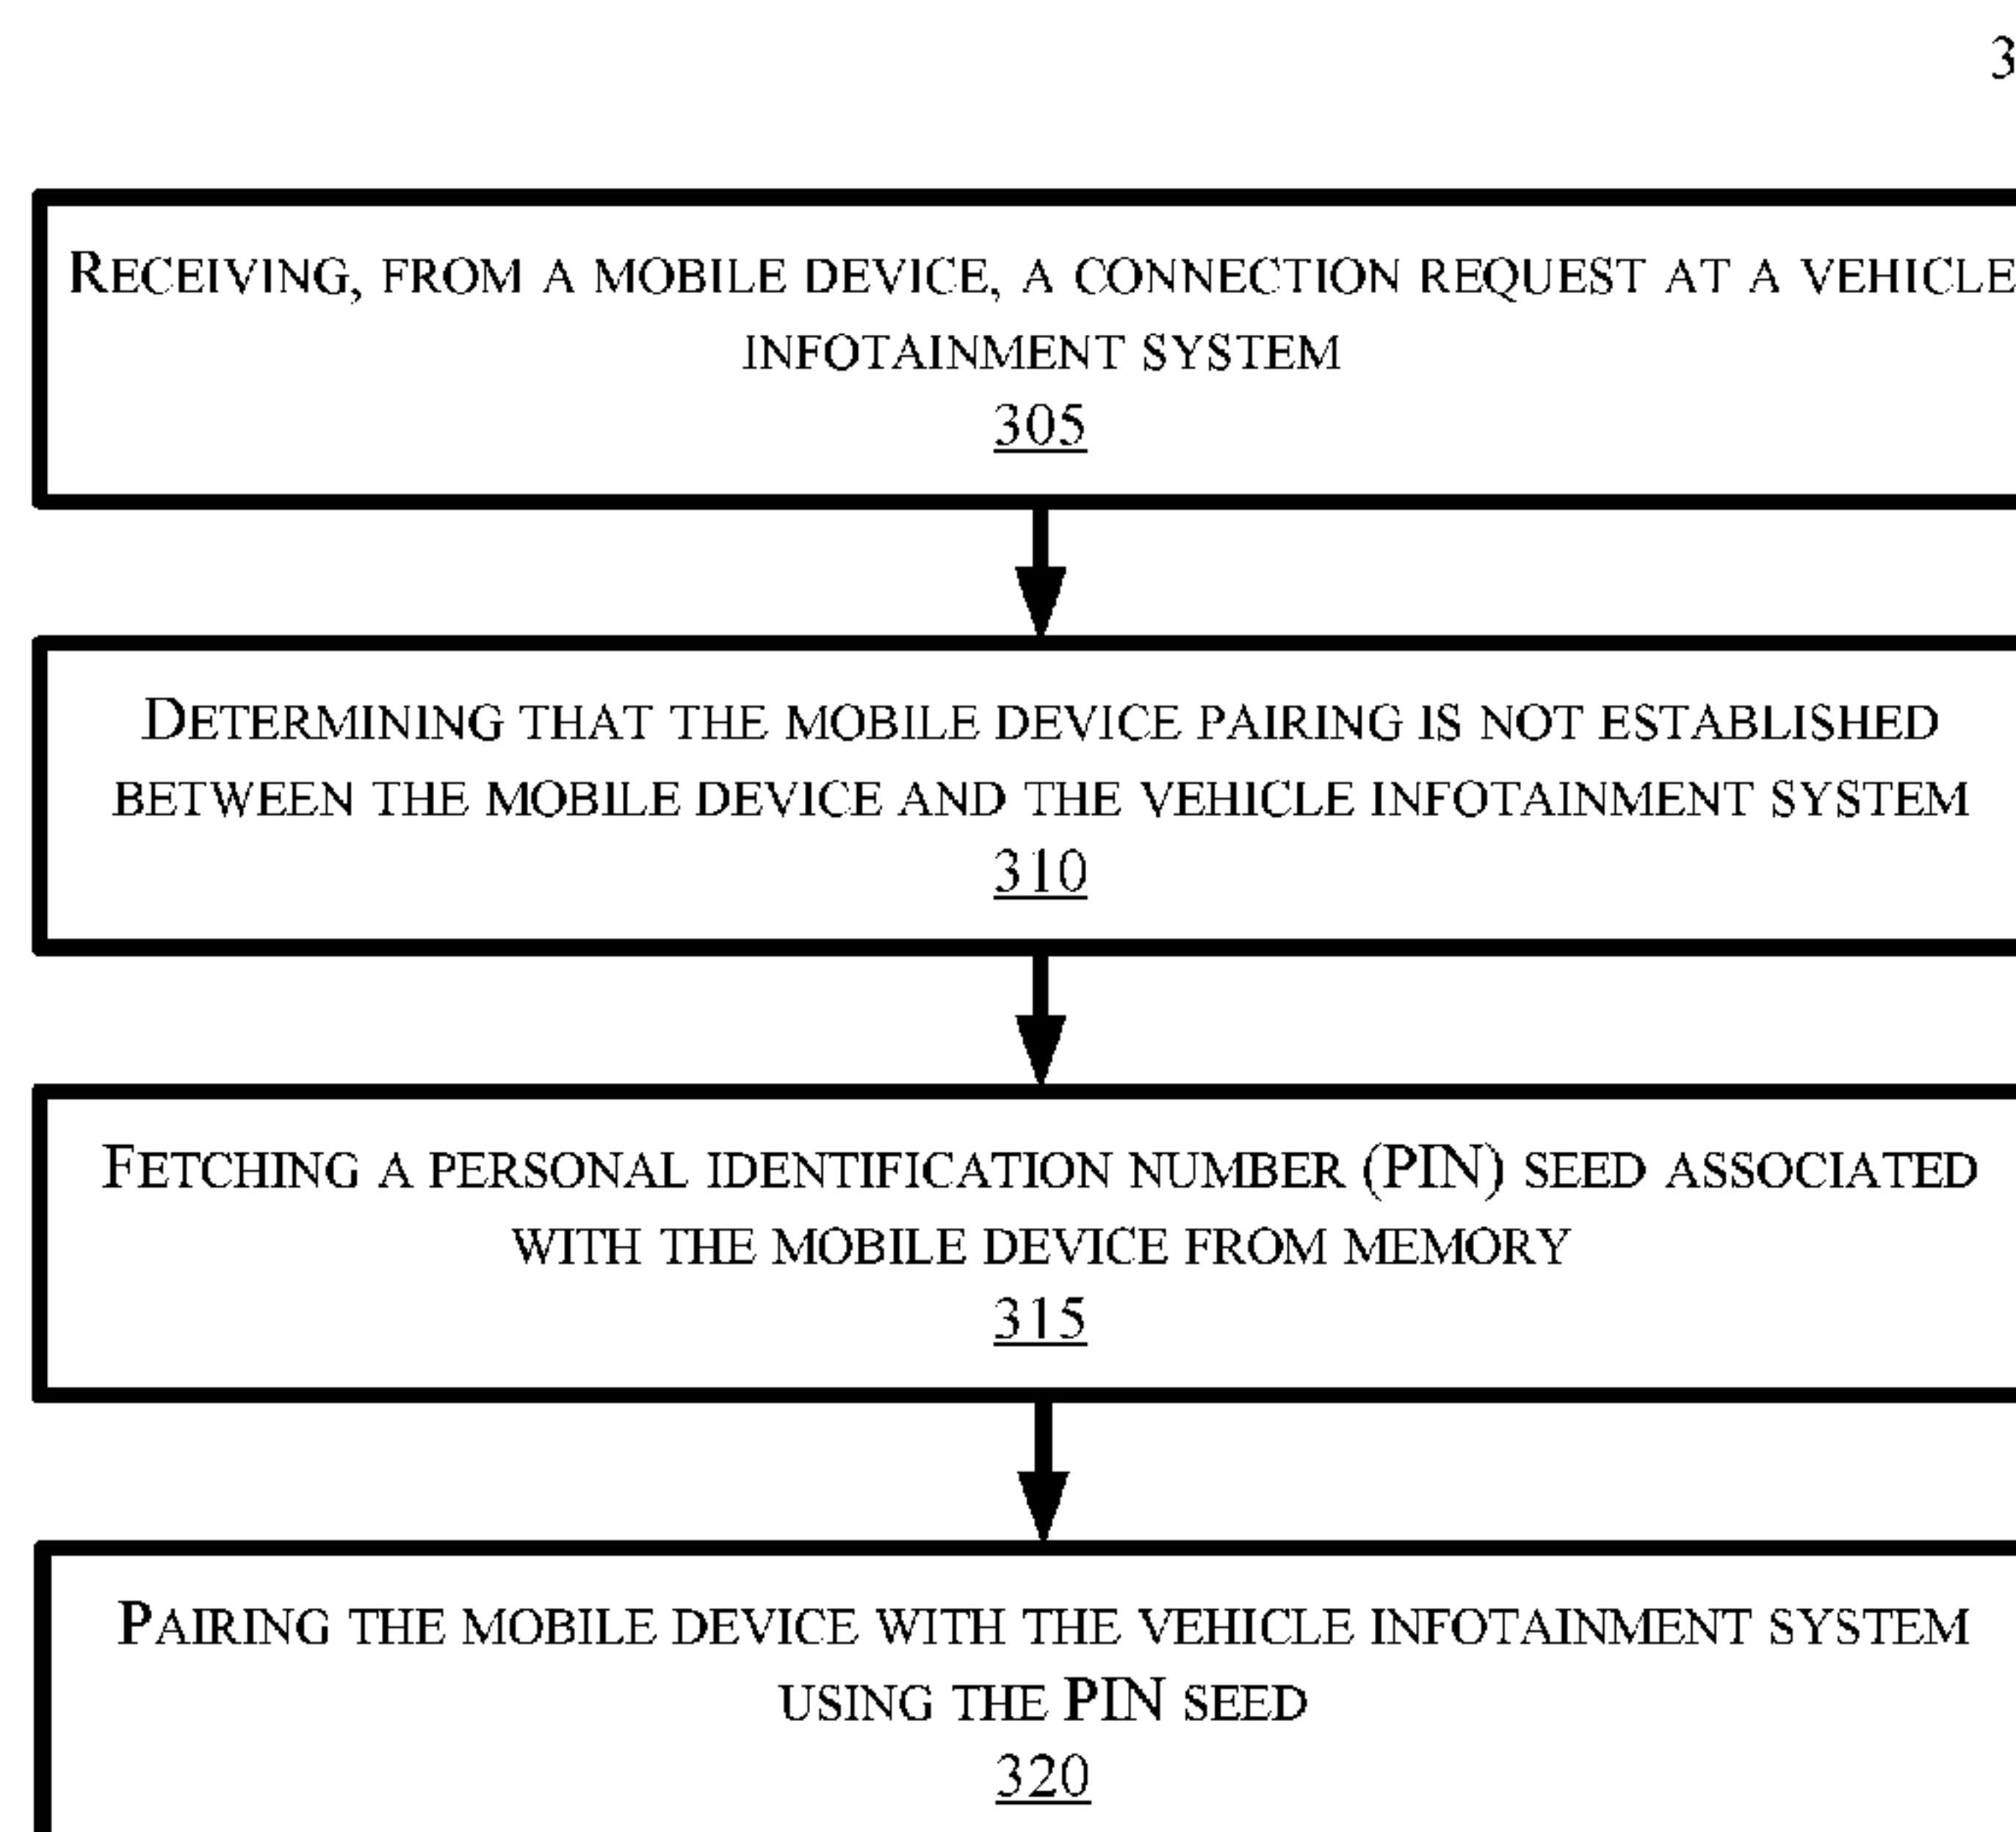 3
RECEIVING, FROM A MOBILE DEVICE, A CONNECTION REQUEST AT A VEHICLE
INFOTAINMENT SYSTEM
305
DETERMINING THAT THE MOBILE DEVICE PAIRING IS NOT ESTABLISHED
BETWEEN THE MOBILE DEVICE AND THE VEHICLE INFOTAINMENT SYSTEM
310
FETCHING A PERSONAL IDENTIFICATION NUMBER (PIN) SEED ASSOCIATED
WITH THE MOBILE DEVICE FROM MEMORY
315
PAIRING THE MOBILE DEVICE WITH THE VEHICLE INFOTAINMENT SYSTEM
USING THE PIN SEED
320